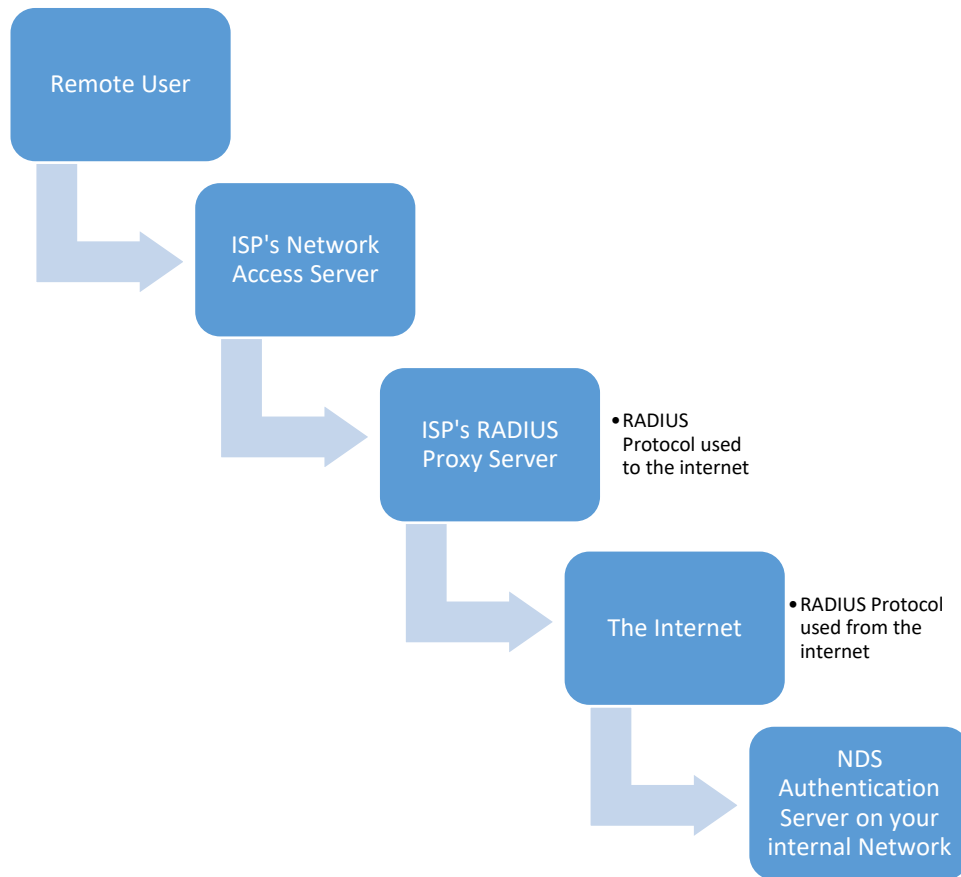 Remote User
ISP's Network
Access Server
ISP's RADIUS
Proxy Server
•RADIUS
Protocol used
to the internet
The Internet
•RADIUS Protocol
used from the
internet
NDS
Authentication
Server on your
internal Network